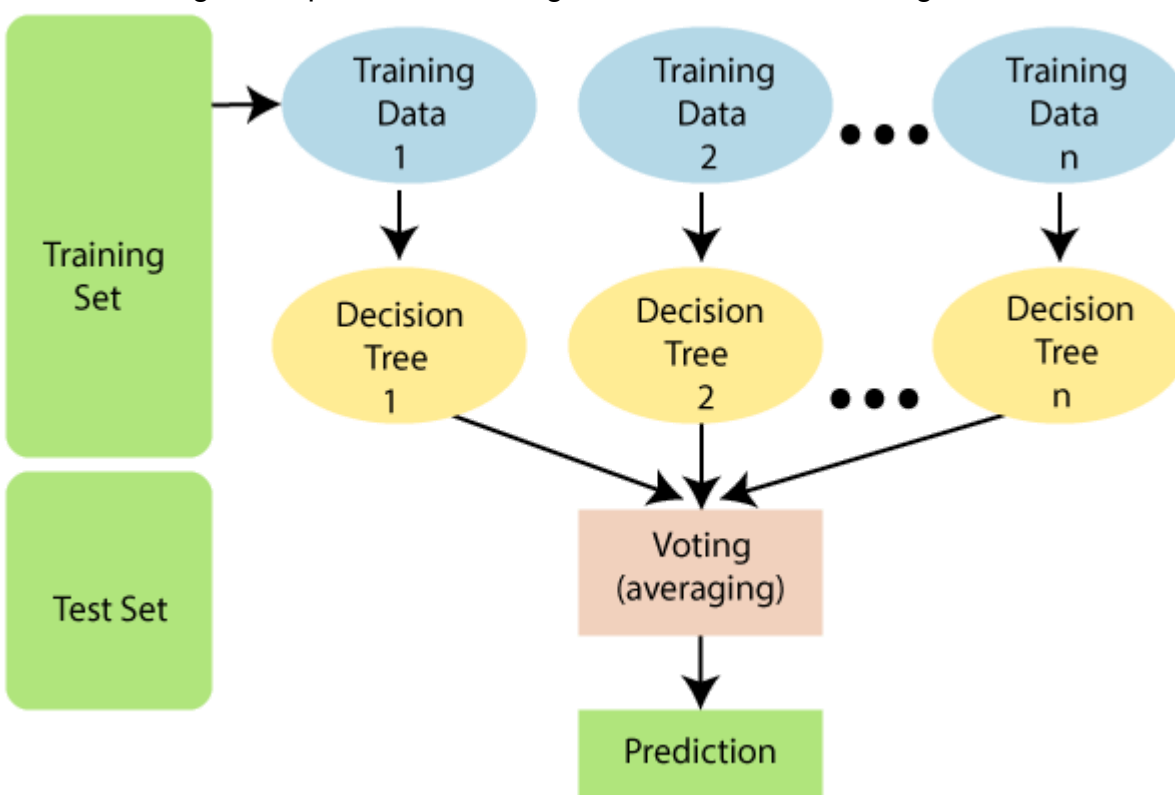 Training
Data
1
Training
Data
2
Training
Data
n
Training
Set
Decision
Tree
1
Decision
Tree
2
Decision
Tree
n
Voting
(averaging)
Test Set
Prediction